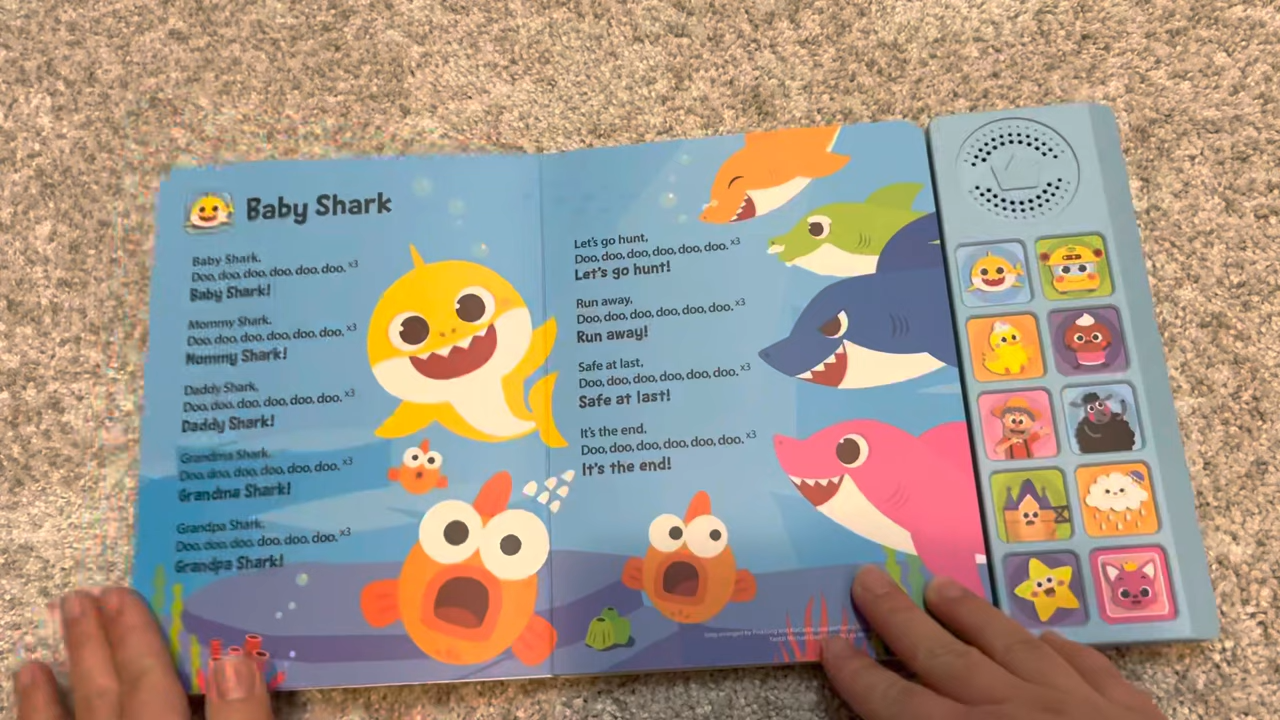 Baby Shark
Baby Shark.
Doo, doo, doo, doo, doo, doo. x3
Baby Shark!
Mommy Shark.
Doo, doo, doo, doo, doo, doo. x3
Mommy Shark!
Daddy Shark.
Doo, doo, doo, doo, doo, doo. x3
Daddy Shark!
Grandma Shark.
Doo, doo, doo, doo, doo, doo. x3
Grandma Shark!
Grandpa Shark.
Doo, doo, doo, doo, doo, doo. x3
Grandpa Shark!
Let's go hunt,
Doo, doo, doo, doo, doo, doo. x3
Let's go hunt!
Run away,
Doo, doo, doo, doo, doo, doo. x3
Run away!
Safe at last,
Doo, doo, doo, doo, doo, doo. x3
Safe at last!
It's the end,
Doo, doo, doo, doo, doo, doo. x3
It's the end!